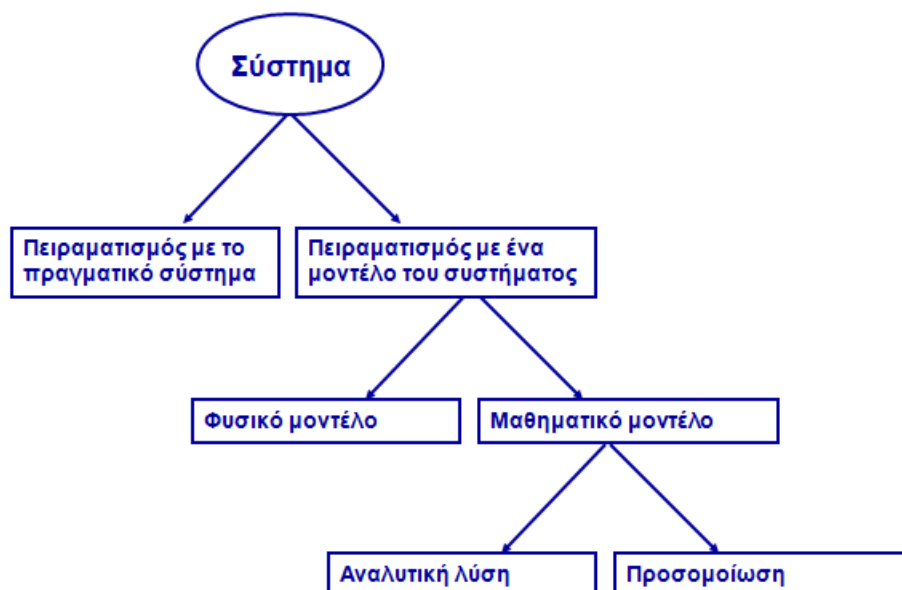 Σύστημα
Πειραματισμός με το
πραγματικό σύστημα
Πειραματισμός με ένα
μοντέλο του συστήματος
Φυσικό μοντέλο
Μαθηματικό μοντέλο
Αναλυτική λύση
Προσομοίωση